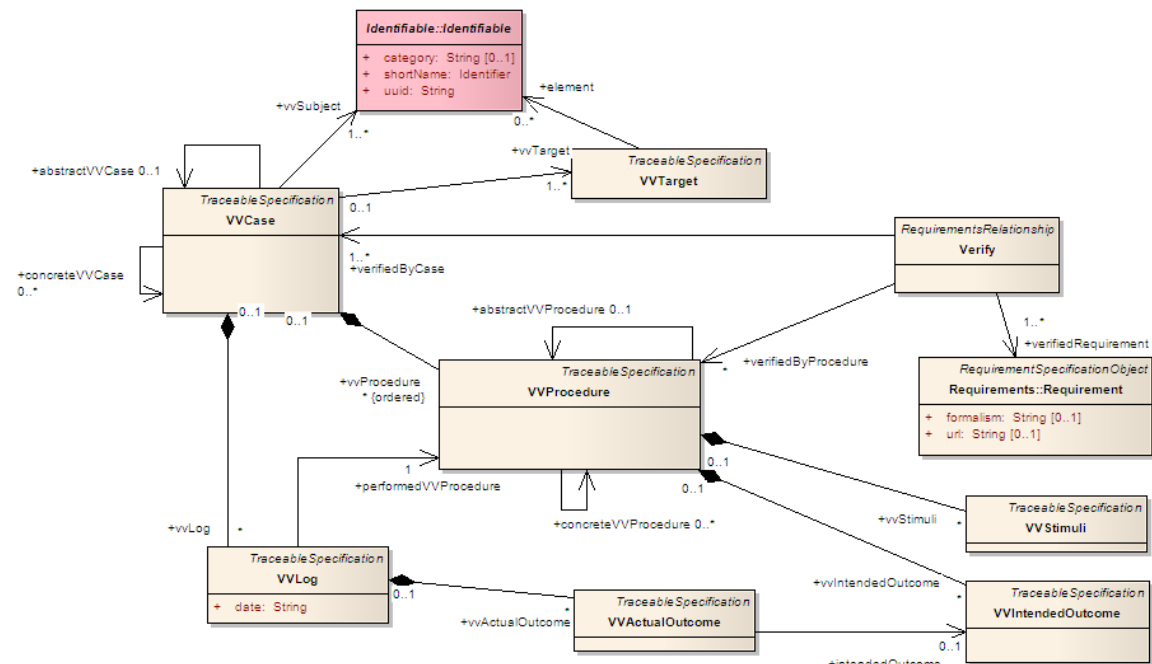 Identifiable::Identifiable
+ category: String [0..1]
+ shortName: Identifier
+ uuid: String
+vvSubject
1..*
+element
0..*
+abstractVVCase 0..1
+vvTarget
1..*
TraceableSpecification
VVTarget
0..1
TraceableSpecification
VVCase
RequirementsRelationship
Verify
+concreteVVCase
0..*
1..*
+verifiedByCase
0..1
0..1
+abstractVVProcedure 0..1
1..*
+verifiedRequirement
+verifiedByProcedure
*
TraceableSpecification
VVProcedure
RequirementSpecificationObject
Requirements::Requirement
+ formalism: String [0..1]
+ url: String [0..1]
+vvProcedure
* {ordered}
1
+performedVVProcedure
0..1
0..1
+concreteVVProcedure 0..*
+vvStimuli
*
TraceableSpecification
VVStimuli
+vvLog
*
TraceableSpecification
VVLog
+ date: String
0..1
*
+vvActualOutcome
TraceableSpecification
VVActualOutcome
+vvIntendedOutcome
*
TraceableSpecification
VVIntendedOutcome
0..1
+intendedOutcome